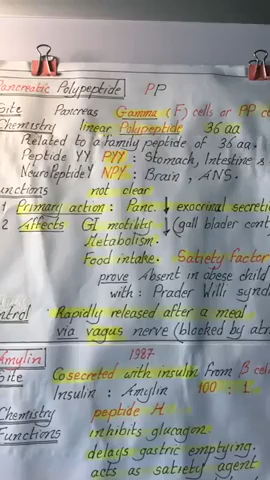 Pancreatic Polypeptide PP
Site Pancreas Gamma (F) cells or PP
Chemistry linear Polypeptide 36 aa
Related to a family peptide of 36 aa.
Peptide YY PYY : Stomach, Intestine &
NeuroPeptide Y NPY : Brain, ANS.
Functions not clear
1 Primary action: Panc. ↓ exocrinal secreti
2 Affects GI motility ↓ (gall blader cont
Metabolism.
Food intake. Satiety factor
prove Absent in obese child
with : Prader Willi synd
ntrol Rapidly released after a meal
via vagus nerve (blocked by atr
Amylin 1987
Site Cosecreted with insulin from β cel
Insulin : Amylin 100 : 1
Chemistry peptide H
Functions inhibits glucagon
delays gastric emptying.
acts as satiety agent